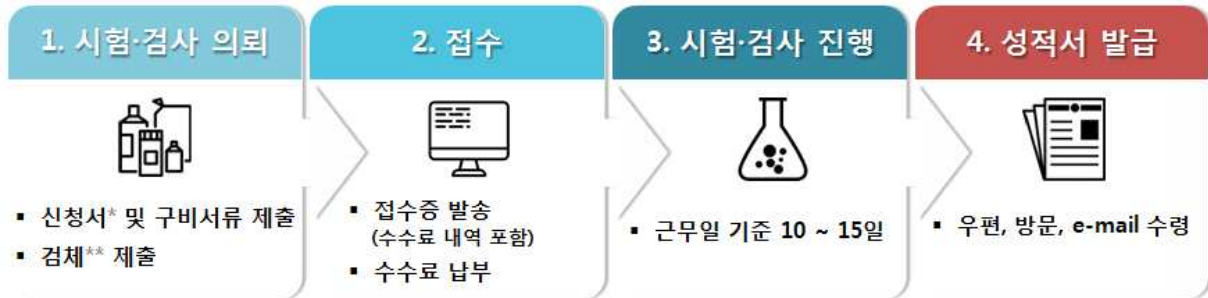 1. 시험·검사 의뢰
▪ 신청서* 및 구비서류 제출
▪ 검체** 제출
2. 접수
▪ 접수증 발송
(수수료 내역 포함)
▪ 수수료 납부
3. 시험·검사 진행
▪ 근무일 기준 10 ~ 15일
4. 성적서 발급
▪ 우편, 방문, e-mail 수령